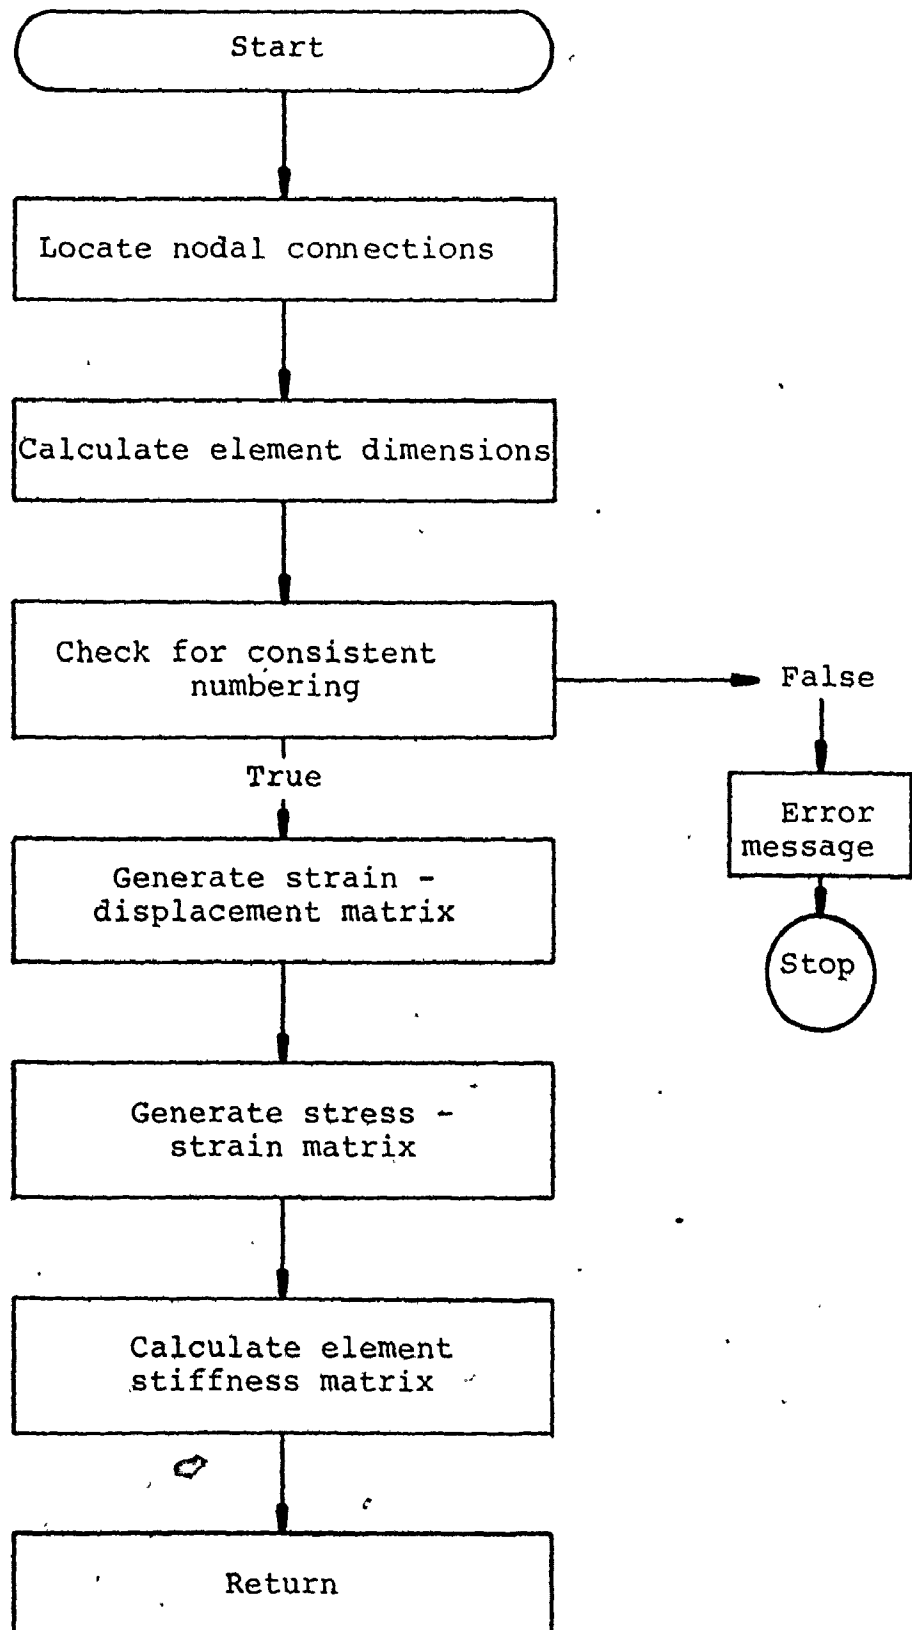 Start
Locate nodal connections
Calculate element dimensions
Check for consistent
numbering
False
True
Error
message
Generate strain -
displacement matrix
Stop
Generate stress -
strain matrix
Calculate element
stiffness matrix
Return